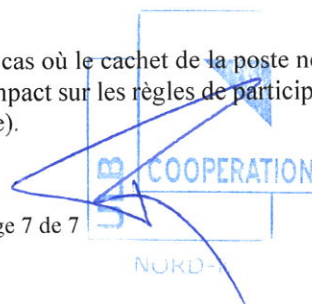 cas où le cachet de la poste ne
mpact sur les règles de particip
e).
COOPERATION
ge 7 de 7
NORD-